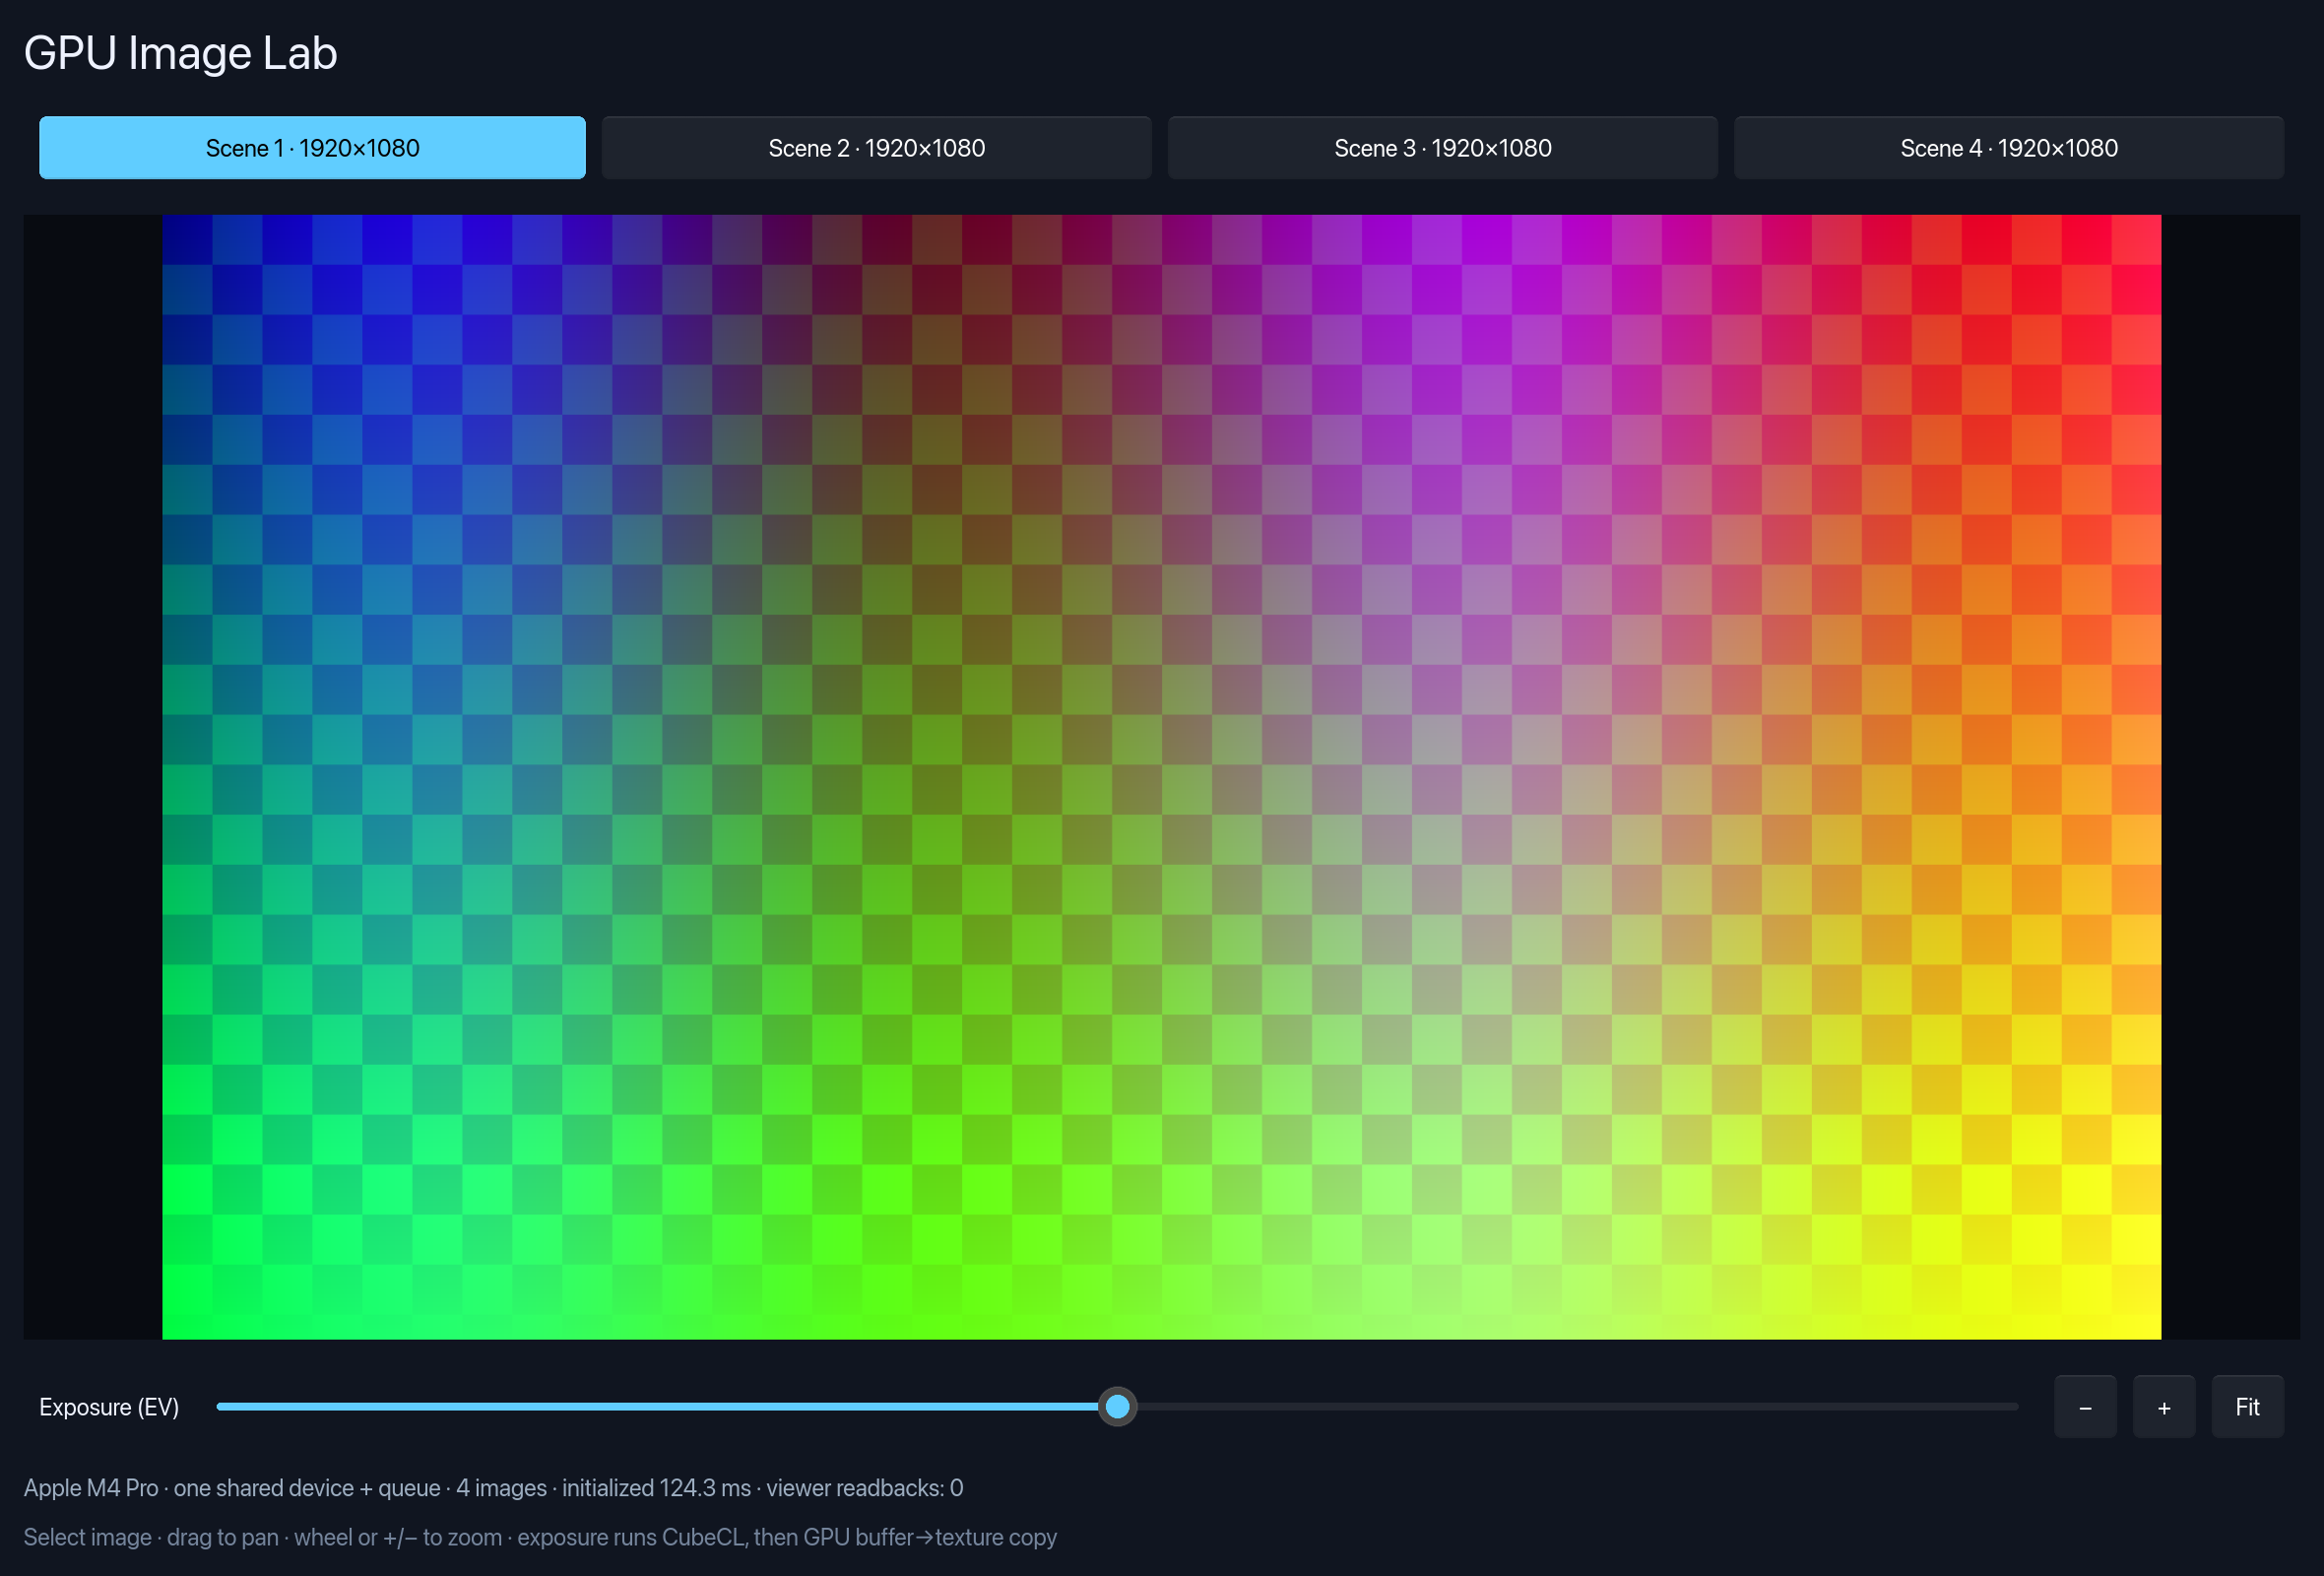 GPU Image Lab
Scene 1 · 1920×1080
Scene 2 · 1920×1080
Scene 3 · 1920×1080
Scene 4 · 1920×1080
Exposure (EV)
−
+
Fit
Apple M4 Pro · one shared device + queue · 4 images · initialized 124.3 ms · viewer readbacks: 0
Select image · drag to pan · wheel or +/− to zoom · exposure runs CubeCL, then GPU buffer→texture copy